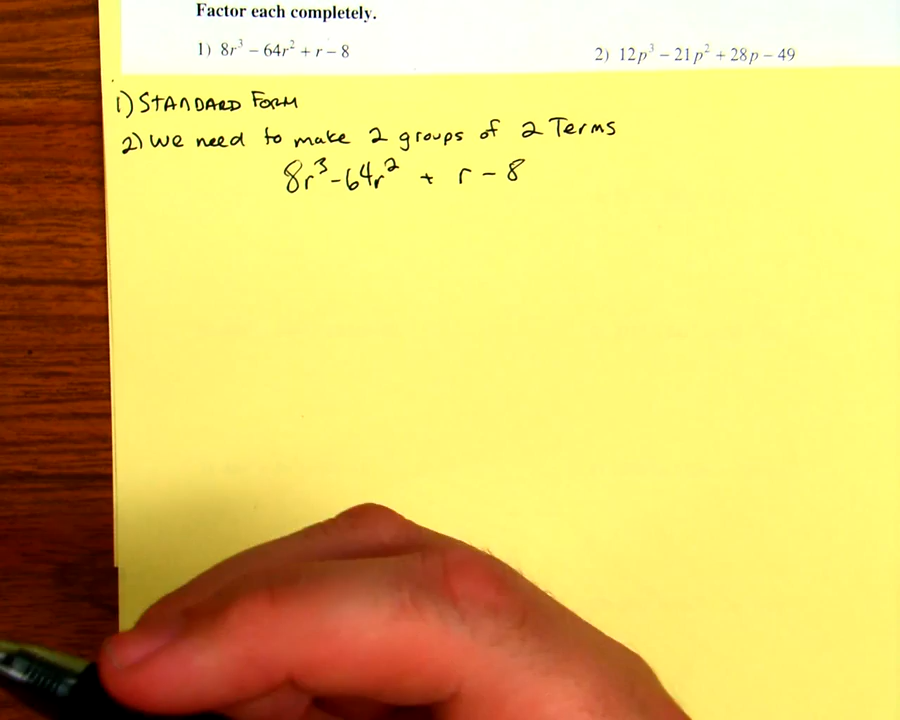 Factor each completely.
1) 8r³ – 64r² + r – 8
2) 12p³ – 21p² + 28p – 49
1) STANDARD FORM
2) We need to make 2 groups of 2 Terms
8r³ - 64r² + r - 8